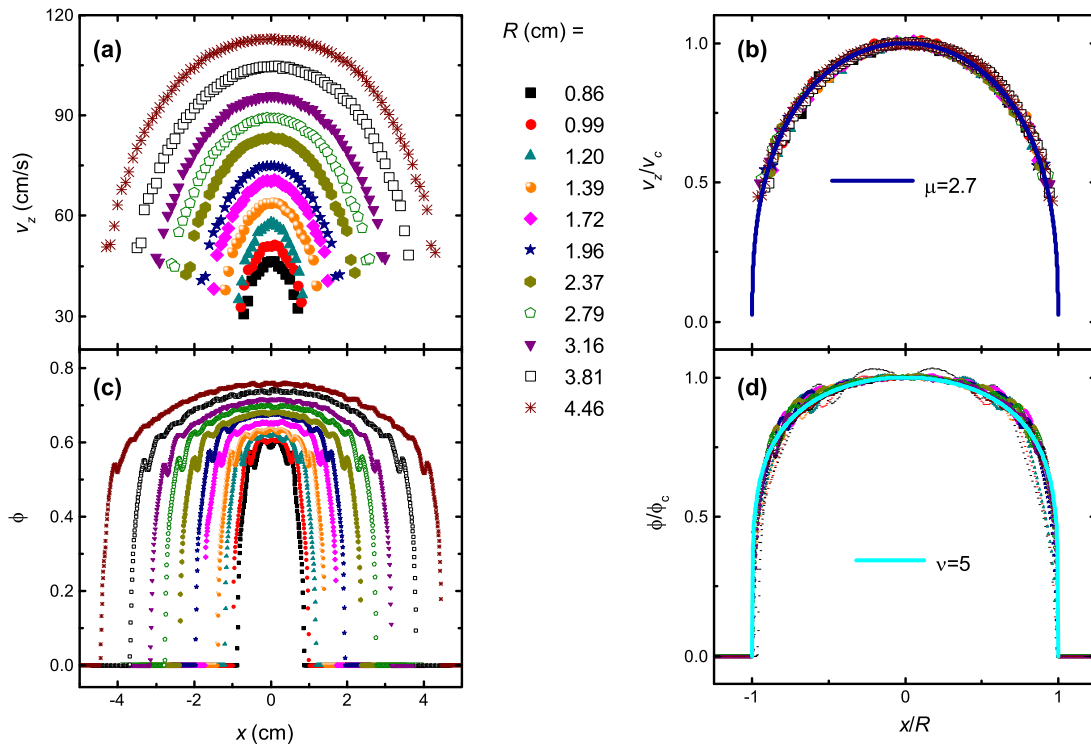 (a)
120
90
60
30
v_z (cm/s)
(c)
0.8
0.6
0.4
0.2
0.0
ϕ
-4 -2 0 2 4
x (cm)
R (cm) =
0.86
0.99
1.20
1.39
1.72
1.96
2.37
2.79
3.16
3.81
4.46
(b)
1.0
0.5
1.0
v_z/v_c
μ=2.7
(d)
1.0
0.5
0.0
ϕ/ϕ_c
ν=5
-1 0 1
x/R